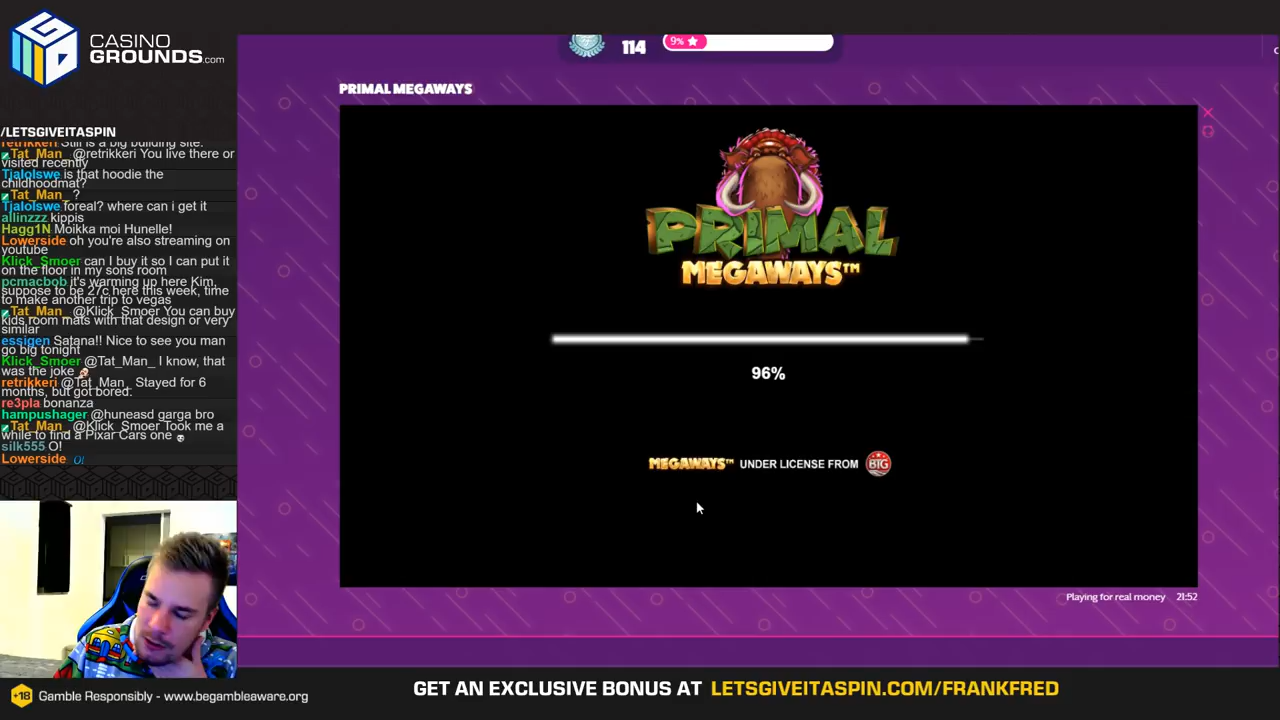 CASINO
GROUNDS.com
/LETSGIVEITASPIN
retrikkeri Still is a big building site.
Tat_Man_ @retrikkeri You live there or
visited recently
Tjalolswe is that hoodie the
childhoodmat?
Tat_Man_ ?
Tjalolswe foreal? where can i get it
allinzzz kippis
Hagg1N Moikka moi Hunelle!
Lowerside oh you're also streaming on
youtube
Klick_Smoer can I buy it so I can put it
on the floor in my sons room
pcmacbob it's warming up here Kim,
suppose to be 27c here this week, time
to make another trip to vegas
Tat_Man_ @Klick_Smoer You can buy
kids room mats with that design or very
similar
essigen Satana!! Nice to see you man
go big tonight
Klick_Smoer @Tat_Man_ I know, that
was the joke
retrikkeri @Tat_Man_ Stayed for 6
months, but got bored.
re3pla bonanza
hampushager @huneasd garga bro
Tat_Man_ @Klick_Smoer Took me a
while to find a Pixar Cars one
silk555 O!
Lowerside O!
114
9%
PRIMAL MEGAWAYS
PRIMAL
MEGAWAYS™
96%
MEGAWAYS™ UNDER LICENSE FROM BTG
Playing for real money 21:52
+18 Gamble Responsibly - www.begambleaware.org
GET AN EXCLUSIVE BONUS AT LETSGIVEITASPIN.COM/FRANKFRED